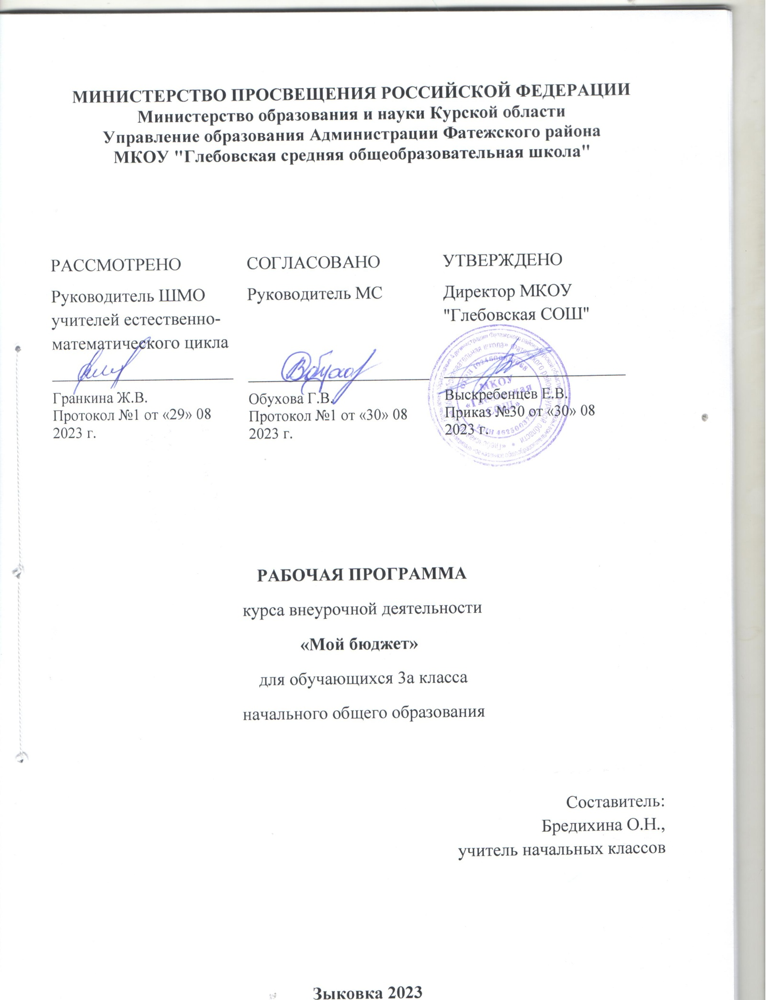 МИНИСТЕРСТВО ПРОСВЕЩЕНИЯ РОССИЙСКОЙ ФЕДЕРАЦИИ
Министерство образования и науки Курской области
Управление образования Администрации Фатежского района
МКОУ "Глебовская средняя общеобразовательная школа"
РАССМОТРЕНО
Руководитель ШМО
учителей естественно-
математического цикла
Гранкина Ж.В.
Протокол №1 от «29» 08
2023 г.
СОГЛАСОВАНО
Руководитель МС
Обухова Г.В.
Протокол №1 от «30» 08
2023 г.
УТВЕРЖДЕНО
Директор МКОУ
"Глебовская СОШ"
Выскребенцев Е.В.
Приказ №30 от «30» 08
2023 г.
МКОУ
«Глебовская
СОШ»
РАБОЧАЯ ПРОГРАММА
курса внеурочной деятельности
«Мой бюджет»
для обучающихся 3а класса
начального общего образования
Составитель:
Бредихина О.Н.,
учитель начальных классов
Зыковка 2023